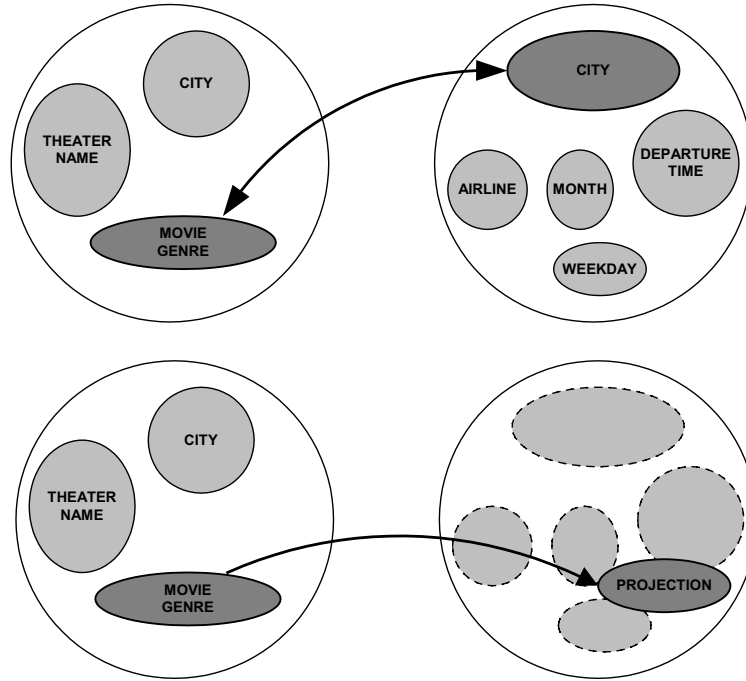 CITY
THEATER
NAME
MOVIE
GENRE
CITY
DEPARTURE
TIME
AIRLINE
MONTH
WEEKDAY
CITY
THEATER
NAME
MOVIE
GENRE
PROJECTION